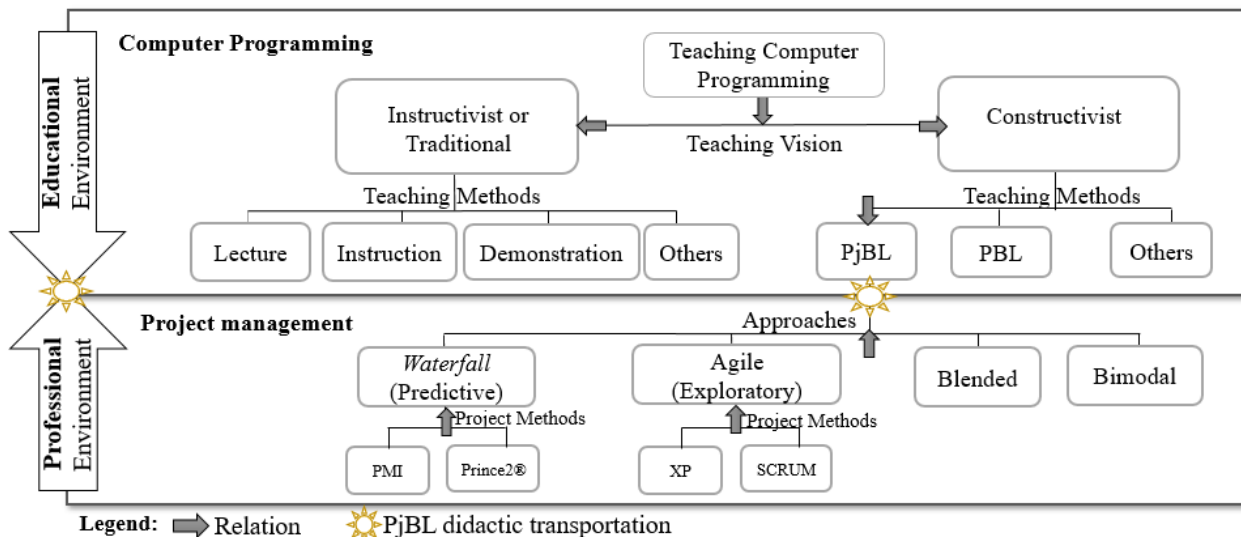 Computer Programming
Teaching Computer
Programming
Educational
Environment
Instructivist or
Traditional
Constructivist
Teaching Vision
Teaching Methods
Teaching Methods
Lecture
Instruction
Demonstration
Others
PjBL
PBL
Others
Project management
Approaches
Professional
Environment
Waterfall
(Predictive)
Agile
(Exploratory)
Blended
Bimodal
Project Methods
Project Methods
PMI
Prince2®
XP
SCRUM
Legend: Relation PjBL didactic transportation